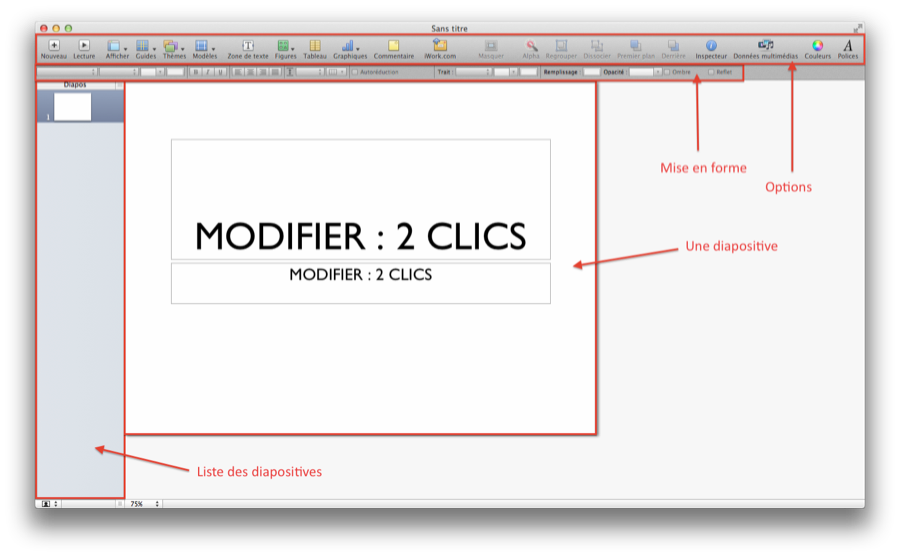 Sans titre
Nouveau Lecture Afficher Guides Thèmes Modèles Zone de texte Figures Tableau Graphiques Commentaire iWork.com Masquer Alpha Regrouper Dissocier Premier plan Dernière Inspecteur Données multimédias Couleurs Polices
B I U T Autoréduction Trait : Remplissage : Opacité : Ombre Reflet
Diapos
1
Mise en forme
Options
MODIFIER : 2 CLICS
Une diapositive
MODIFIER : 2 CLICS
Liste des diapositives
75%